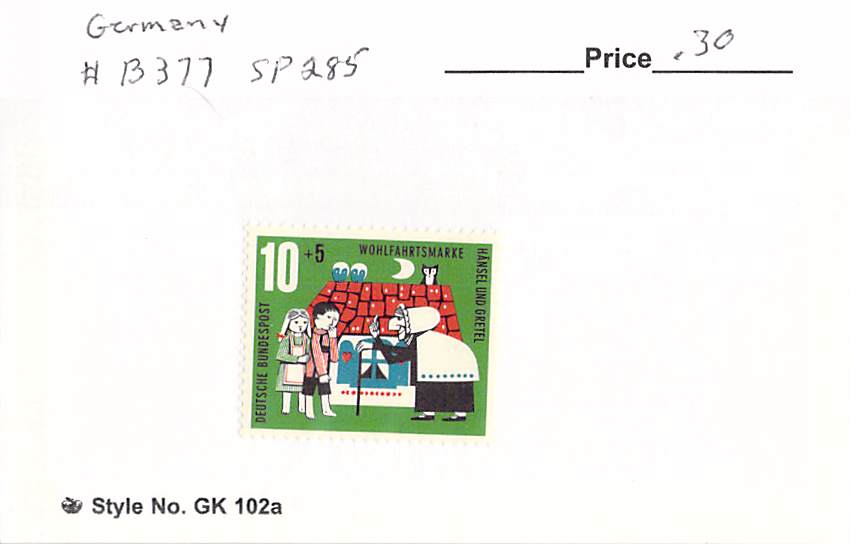 Germany
# B377 SP285
Price .30
10 +5 WOHLFAHRTSMARKE
HÄNSEL UND GRETEL
DEUTSCHE BUNDESPOST
Style No. GK 102a